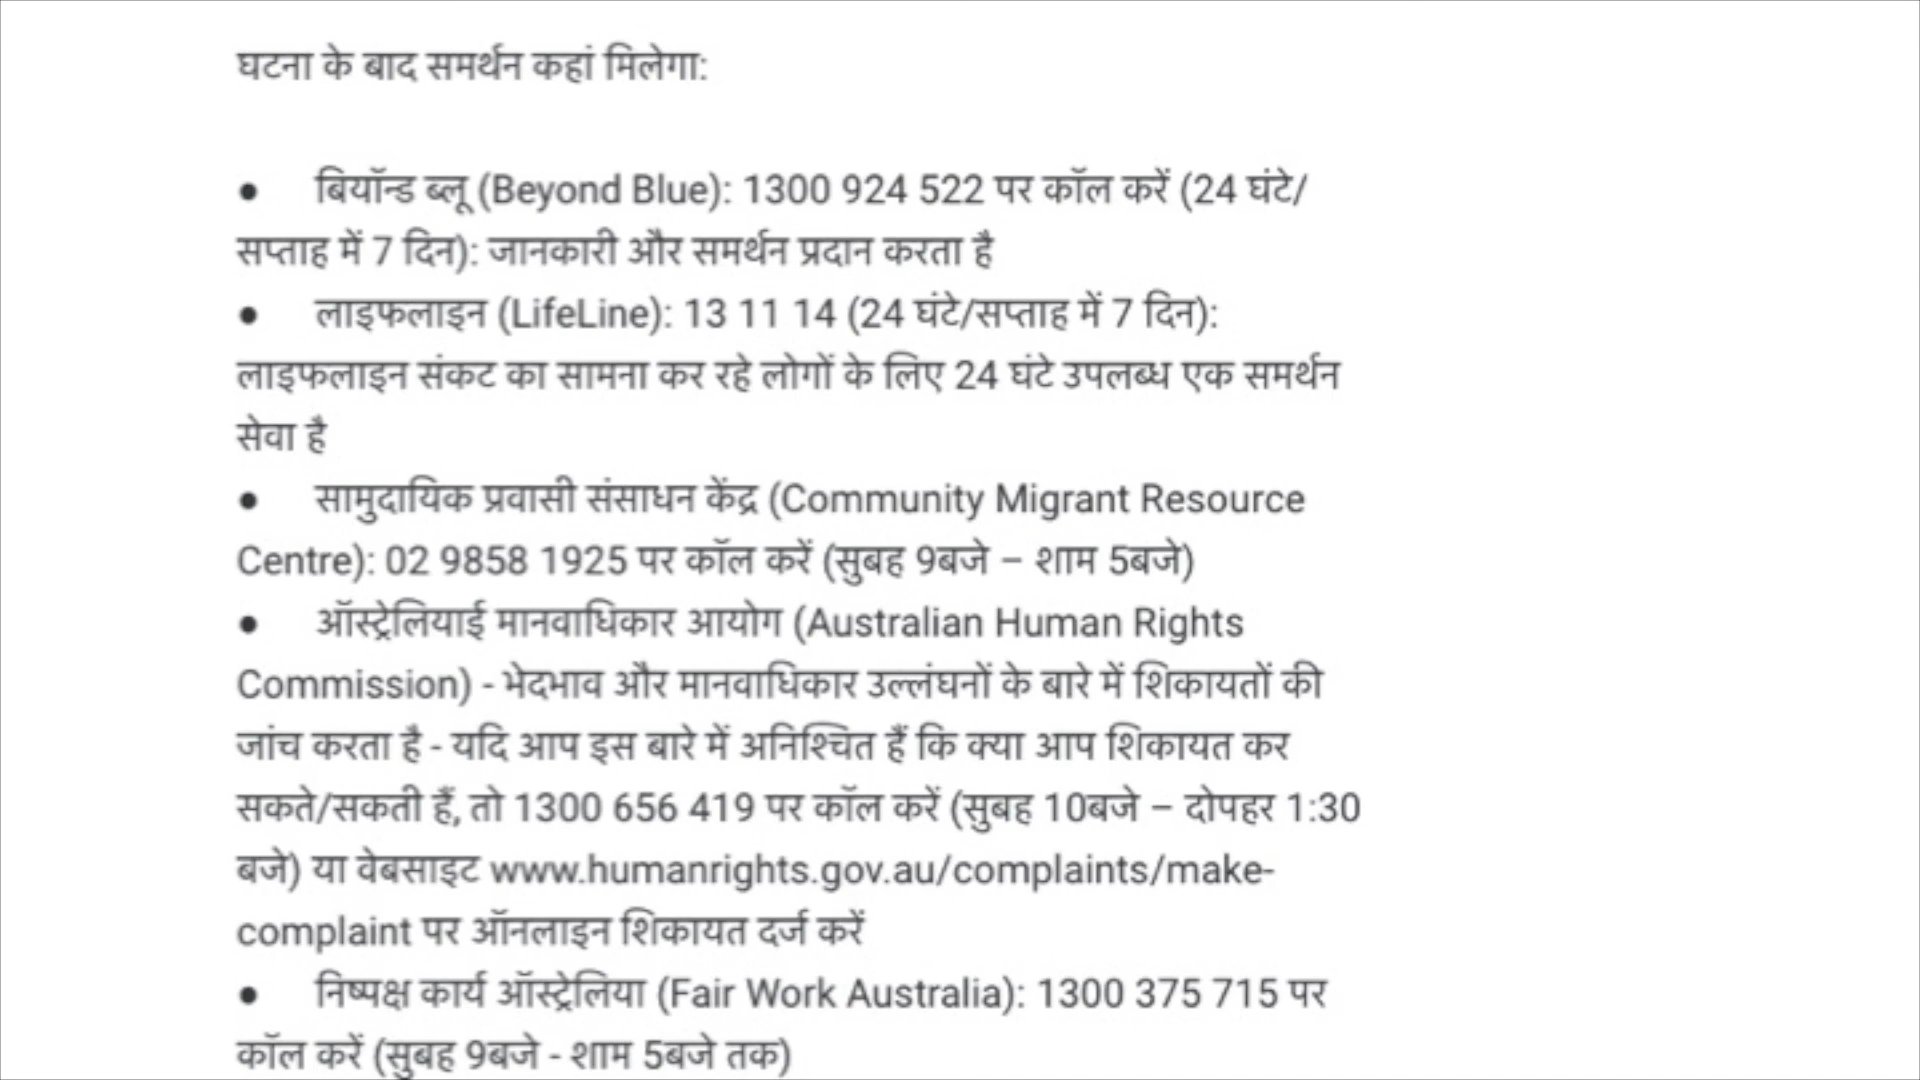 घटना के बाद समर्थन कहां मिलेगा:
● बियॉन्ड ब्लू (Beyond Blue): 1300 924 522 पर कॉल करें (24 घंटे/
सप्ताह में 7 दिन): जानकारी और समर्थन प्रदान करता है
● लाइफलाइन (LifeLine): 13 11 14 (24 घंटे/सप्ताह में 7 दिन):
लाइफलाइन संकट का सामना कर रहे लोगों के लिए 24 घंटे उपलब्ध एक समर्थन
सेवा है
● सामुदायिक प्रवासी संसाधन केंद्र (Community Migrant Resource
Centre): 02 9858 1925 पर कॉल करें (सुबह 9बजे – शाम 5बजे)
● ऑस्ट्रेलियाई मानवाधिकार आयोग (Australian Human Rights
Commission) - भेदभाव और मानवाधिकार उल्लंघनों के बारे में शिकायतों की
जांच करता है - यदि आप इस बारे में अनिश्चित हैं कि क्या आप शिकायत कर
सकते/सकती हैं, तो 1300 656 419 पर कॉल करें (सुबह 10बजे – दोपहर 1:30
बजे) या वेबसाइट www.humanrights.gov.au/complaints/make-
complaint पर ऑनलाइन शिकायत दर्ज करें
● निष्पक्ष कार्य ऑस्ट्रेलिया (Fair Work Australia): 1300 375 715 पर
कॉल करें (सुबह 9बजे - शाम 5बजे तक)